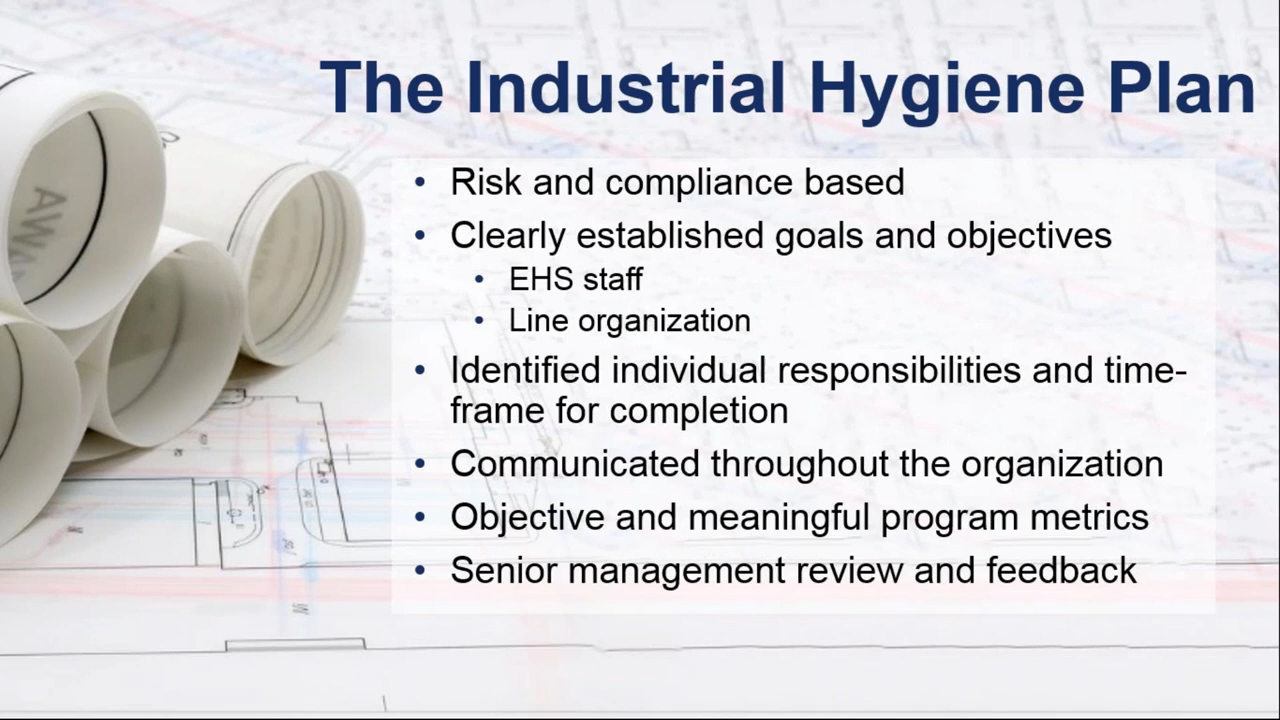 The Industrial Hygiene Plan
• Risk and compliance based
• Clearly established goals and objectives
• EHS staff
• Line organization
• Identified individual responsibilities and time-
frame for completion
• Communicated throughout the organization
• Objective and meaningful program metrics
• Senior management review and feedback